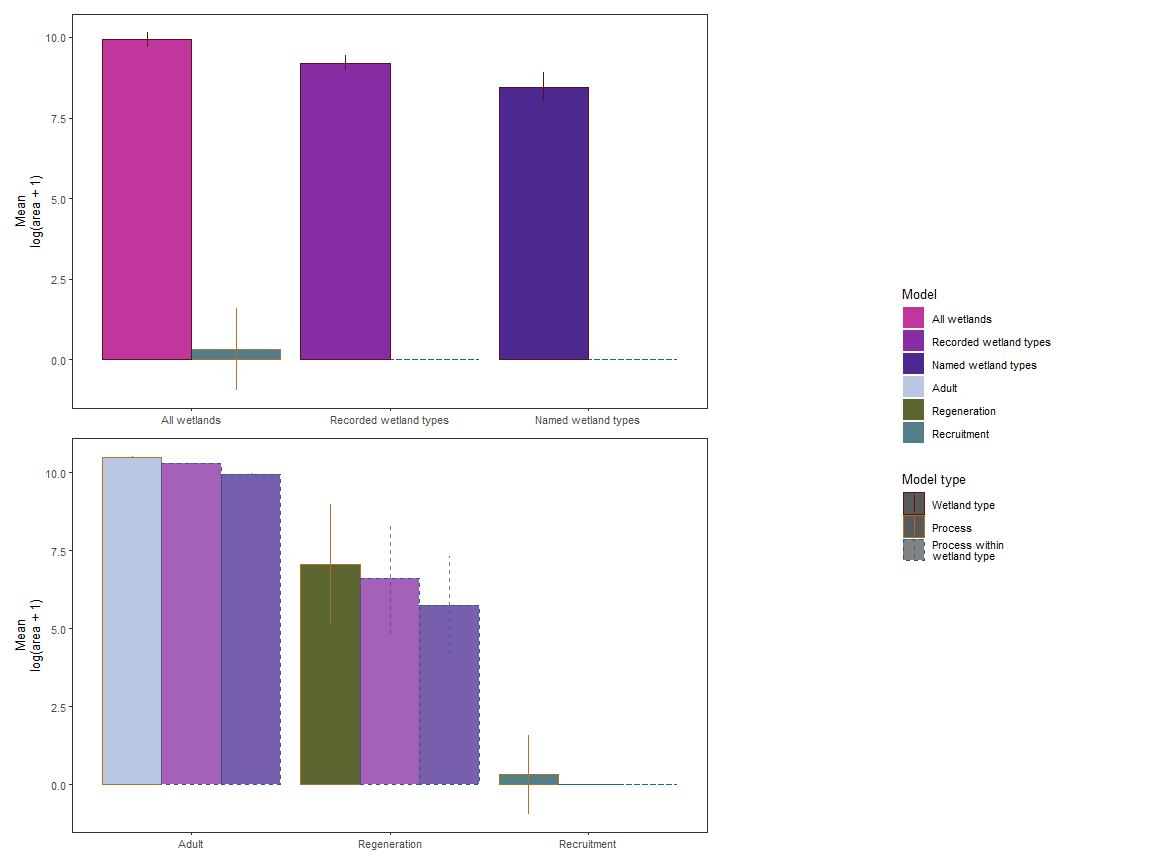 10.0
7.5
5.0
2.5
0.0
Mean
log(area + 1)
All wetlands
Recorded wetland types
Named wetland types
10.0
7.5
5.0
2.5
0.0
Mean
log(area + 1)
Adult
Regeneration
Recruitment
Model
All wetlands
Recorded wetland types
Named wetland types
Adult
Regeneration
Recruitment
Model type
Wetland type
Process
Process within
wetland type